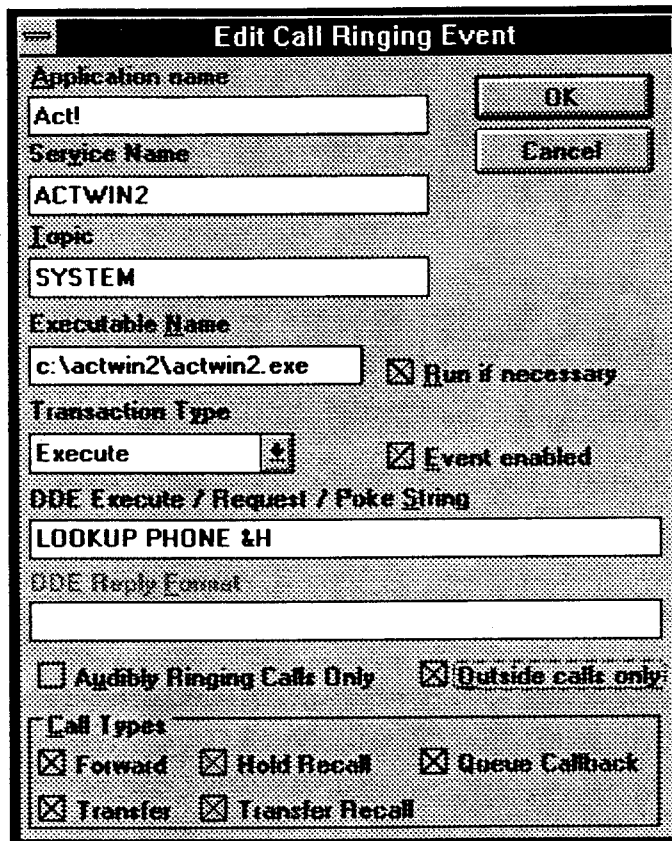 Edit Call Ringing Event
Application name
Act!
OK
Service Name
Cancel
ACTWIN2
Topic
SYSTEM
Executable Name
c:\actwin2\actwin2.exe
Run if necessary
Transaction Type
Execute
Event enabled
DDE Execute / Request / Poke String
LOOKUP PHONE &H
DDE Reply Format
Audibly Ringing Calls Only
Outside calls only
Call Types
Forward Hold Recall Queue Callback
Transfer Transfer Recall